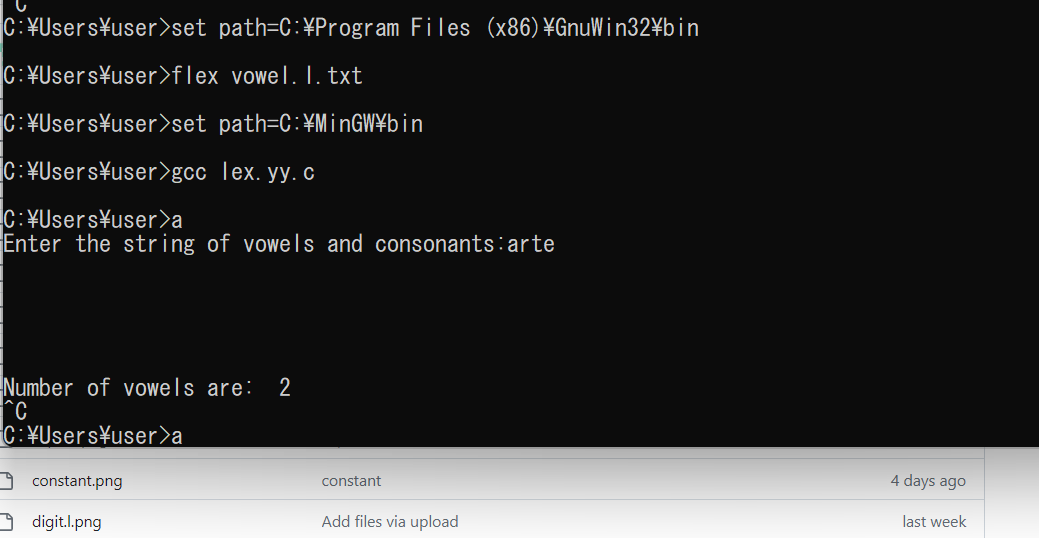 C:¥Users¥user>set path=C:¥Program Files (x86)¥GnuWin32¥bin
C:¥Users¥user>flex vowel.l.txt
C:¥Users¥user>set path=C:¥MinGW¥bin
C:¥Users¥user>gcc lex.yy.c
C:¥Users¥user>a
Enter the string of vowels and consonants:arte
Number of vowels are:  2
^C
C:¥Users¥user>a
constant.png constant 4 days ago
digit.l.png Add files via upload last week